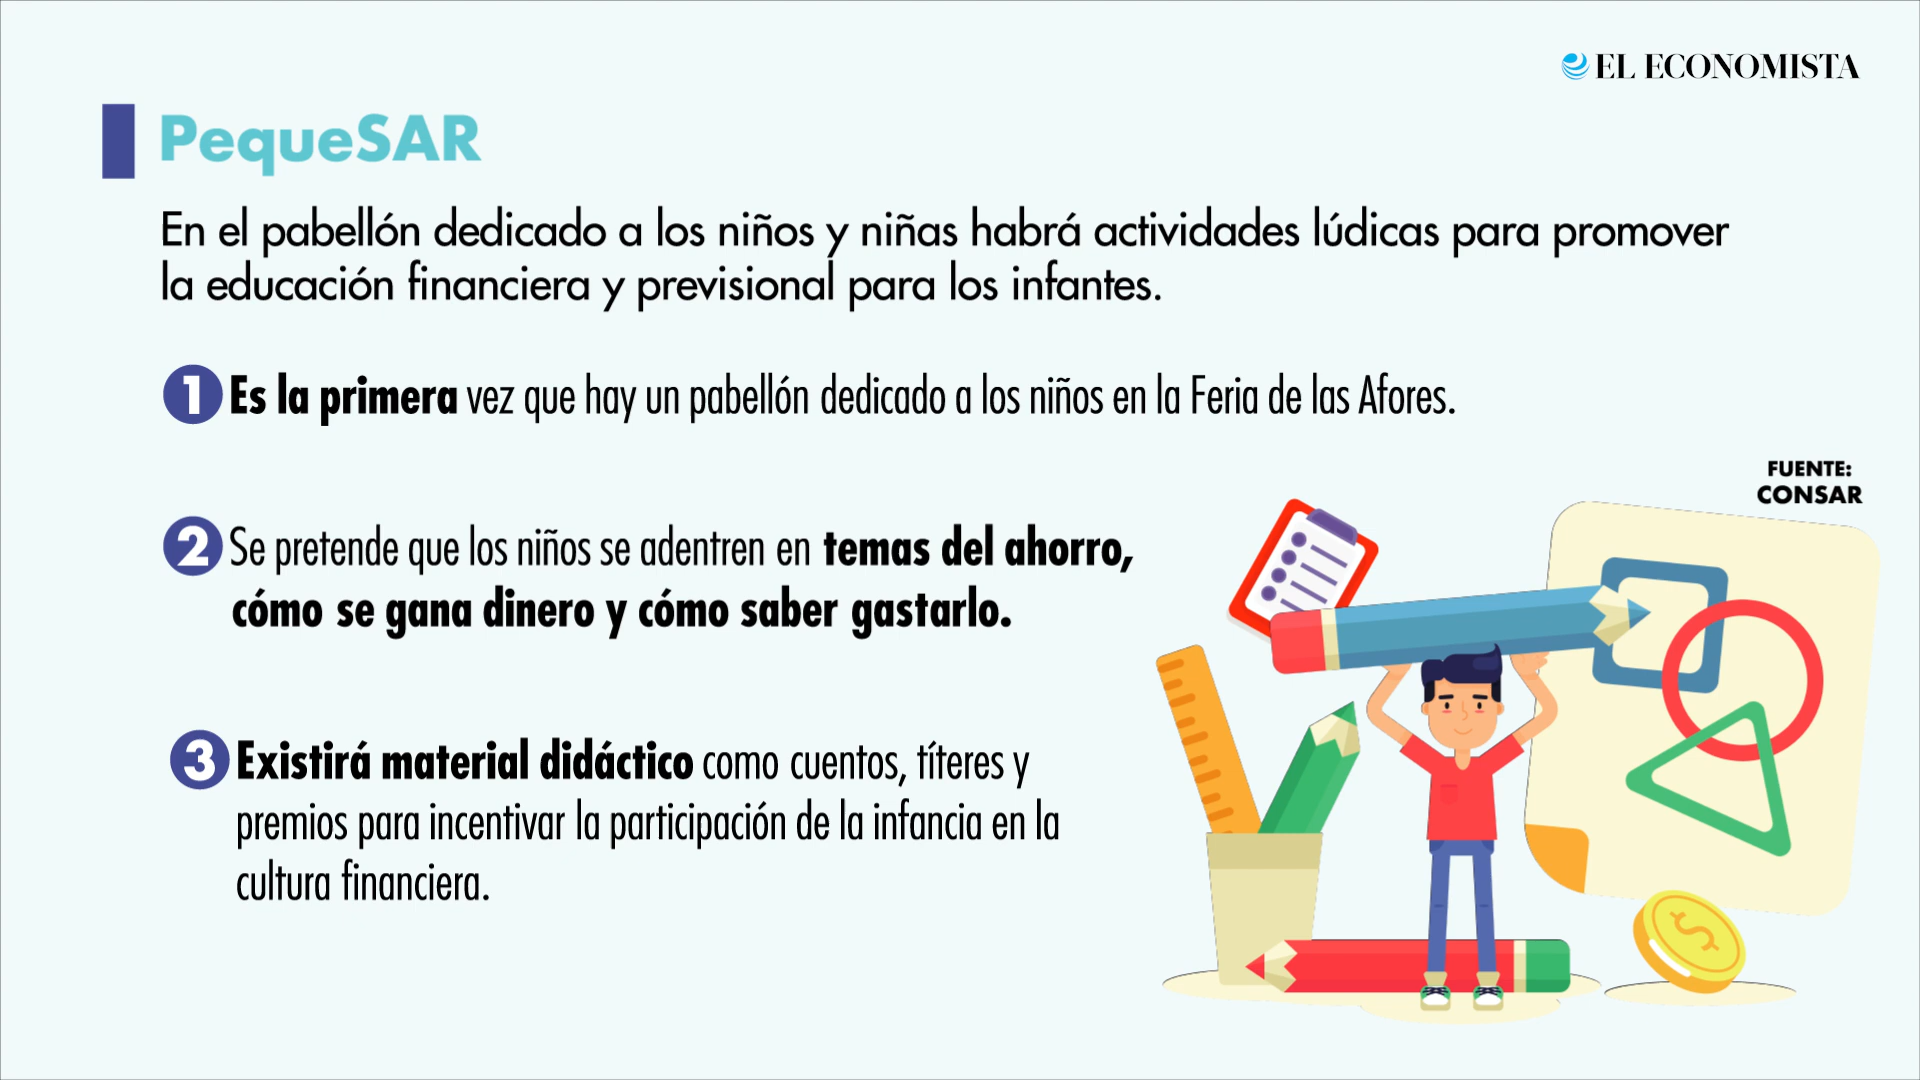 EL ECONOMISTA
PequeSAR
En el pabellón dedicado a los niños y niñas habrá actividades lúdicas para promover
la educación financiera y previsional para los infantes.
1 Es la primera vez que hay un pabellón dedicado a los niños en la Feria de las Afores.
FUENTE:
CONSAR
2 Se pretende que los niños se adentren en temas del ahorro,
cómo se gana dinero y cómo saber gastarlo.
3 Existirá material didáctico como cuentos, títeres y
premios para incentivar la participación de la infancia en la
cultura financiera.
$